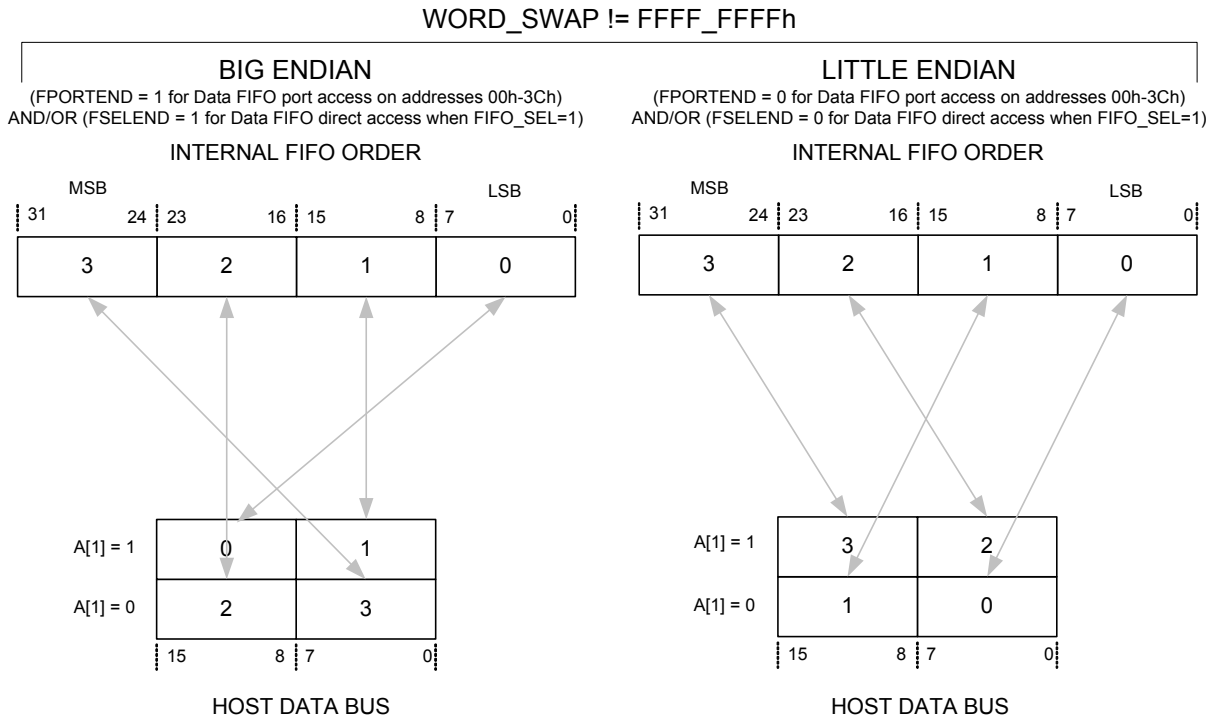 WORD_SWAP != FFFF_FFFFh
BIG ENDIAN
(FPORTEND = 1 for Data FIFO port access on addresses 00h-3Ch)
AND/OR (FSELEND = 1 for Data FIFO direct access when FIFO_SEL=1)
INTERNAL FIFO ORDER
MSB LSB
31 24 23 16 15 8 7 0
3 2 1 0
A[1] = 1 0 1
A[1] = 0 2 3
15 8 7 0
HOST DATA BUS
LITTLE ENDIAN
(FPORTEND = 0 for Data FIFO port access on addresses 00h-3Ch)
AND/OR (FSELEND = 0 for Data FIFO direct access when FIFO_SEL=1)
INTERNAL FIFO ORDER
MSB LSB
31 24 23 16 15 8 7 0
3 2 1 0
A[1] = 1 3 2
A[1] = 0 1 0
15 8 7 0
HOST DATA BUS